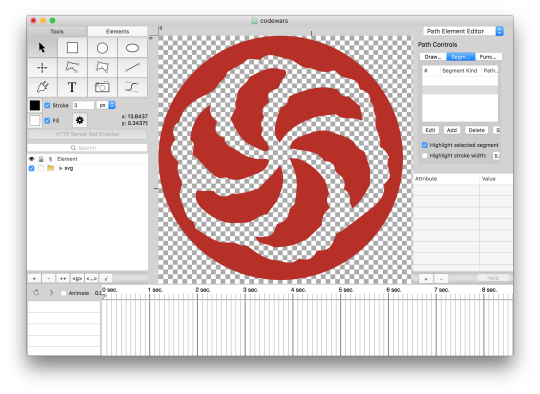 codewars
Tools Elements
T
Stroke 3 px x: 13.8437
Fill y: 0.34375
HTTP Server Not Enabled
Search
Element
svg
+ - ++ <g> <…> √
Path Element Editor
Path Controls
Draw... Segm... Func...
# Segment Kind Path..
Edit Add Delete S
Highlight selected segment
Highlight stroke width: 5.
Attribute Value
+ - Help
Animate 0.0
0 sec. 1 sec. 2 sec. 3 sec. 4 sec. 5 sec. 6 sec. 7 sec. 8 sec.